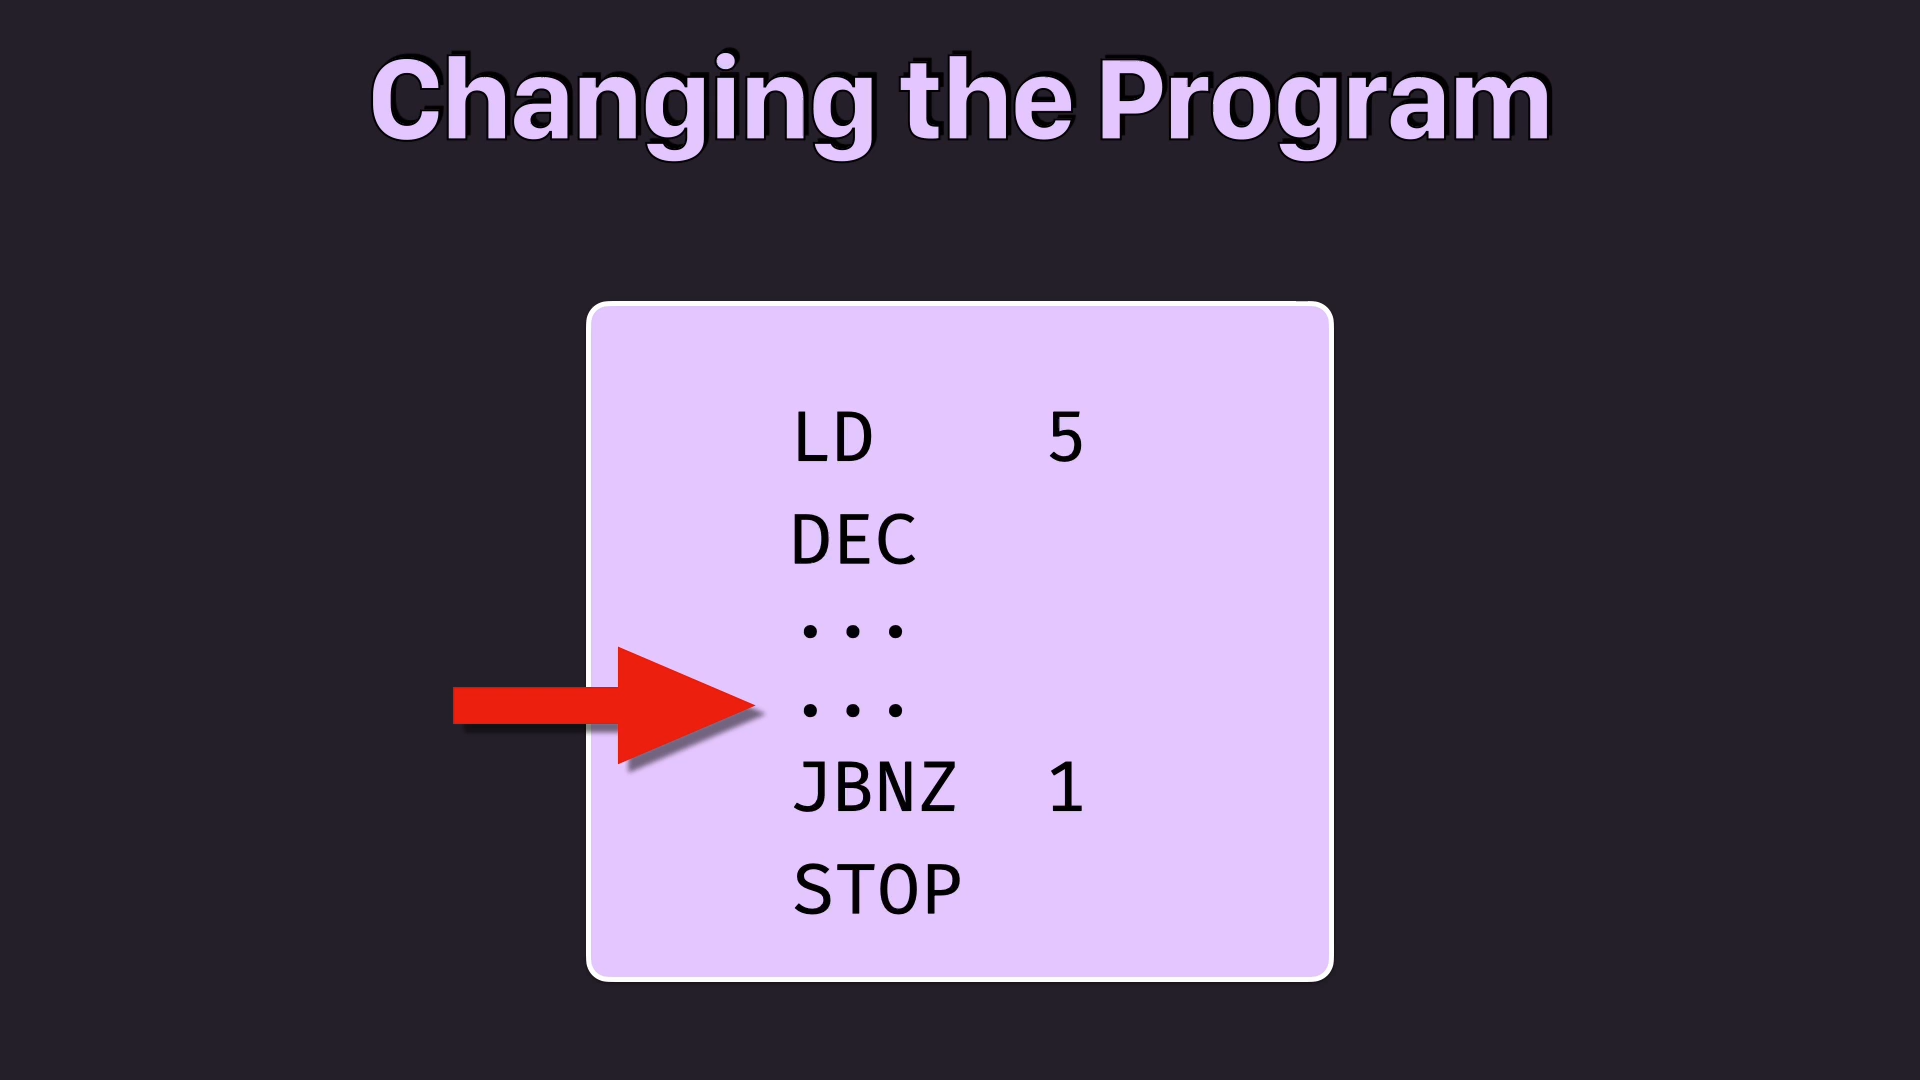 Changing the Program
LD 5
DEC
...
...
JBNZ 1
STOP